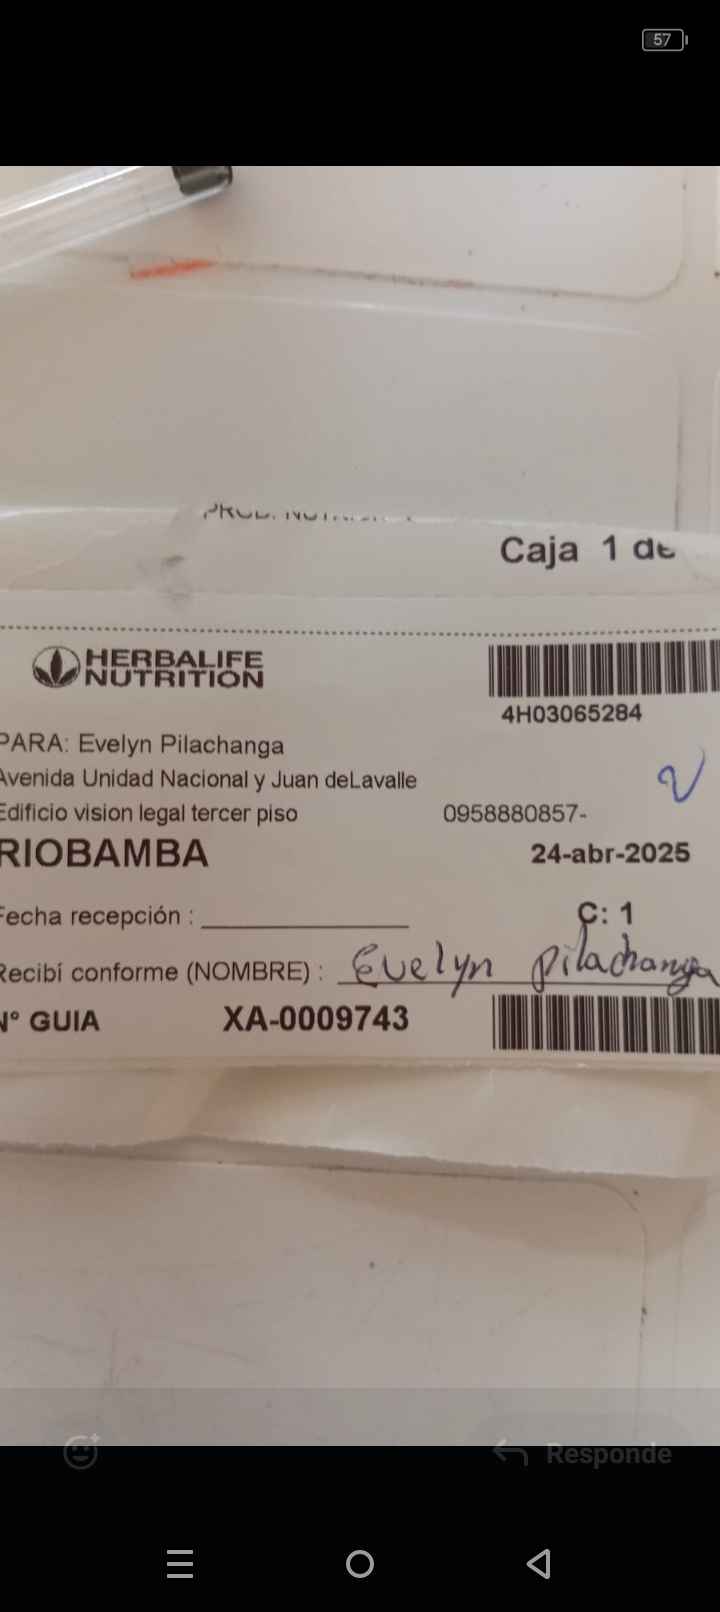 57
Caja 1 de
HERBALIFE
NUTRITION
4H03065284
PARA: Evelyn Pilachanga
Avenida Unidad Nacional y Juan deLavalle
Edificio vision legal tercer piso 0958880857-
RIOBAMBA 24-abr-2025
Fecha recepción :
C: 1
Recibí conforme (NOMBRE) : Evelyn Pilachanga
N° GUIA XA-0009743
Responde